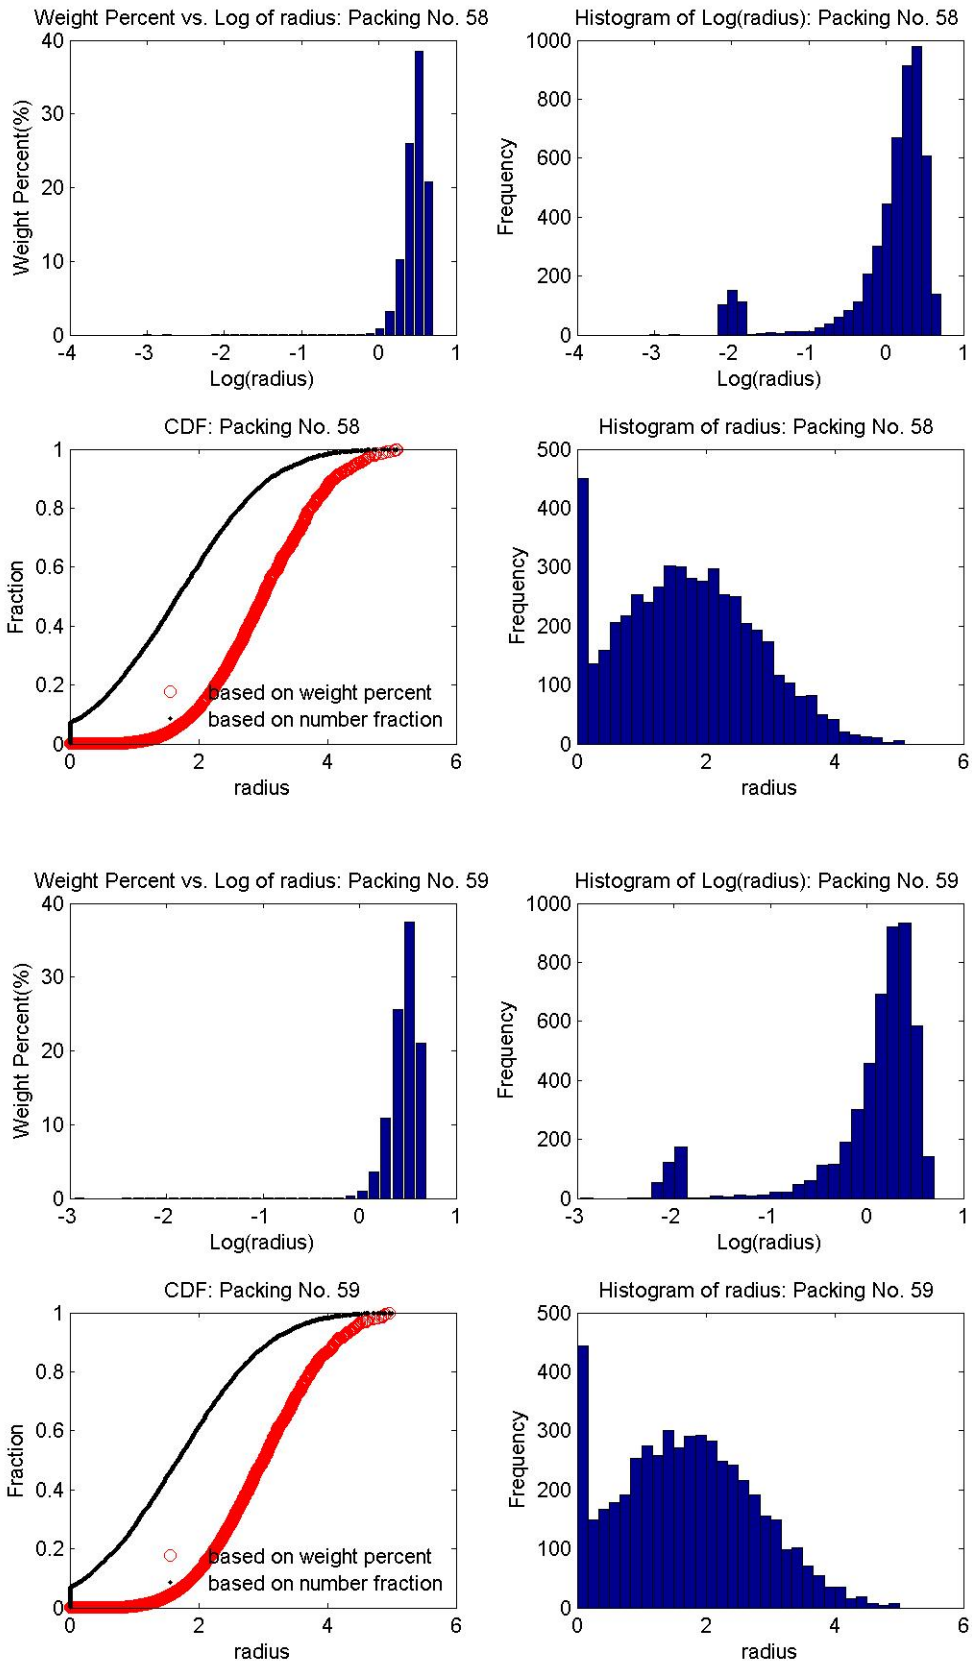 Weight Percent vs. Log of radius: Packing No. 58
40
30
20
10
0
Weight Percent(%)
-4 -3 -2 -1 0 1
Log(radius)
Histogram of Log(radius): Packing No. 58
1000
800
600
400
200
0
Frequency
-4 -3 -2 -1 0 1
Log(radius)
CDF: Packing No. 58
1
0.8
0.6
0.4
0.2
0
Fraction
based on weight percent
based on number fraction
0 2 4 6
radius
Histogram of radius: Packing No. 58
500
400
300
200
100
0
Frequency
0 2 4 6
radius
Weight Percent vs. Log of radius: Packing No. 59
40
30
20
10
0
Weight Percent(%)
-3 -2 -1 0 1
Log(radius)
Histogram of Log(radius): Packing No. 59
1000
800
600
400
200
0
Frequency
-3 -2 -1 0 1
Log(radius)
CDF: Packing No. 59
1
0.8
0.6
0.4
0.2
0
Fraction
based on weight percent
based on number fraction
0 2 4 6
radius
Histogram of radius: Packing No. 59
500
400
300
200
100
0
Frequency
0 2 4 6
radius